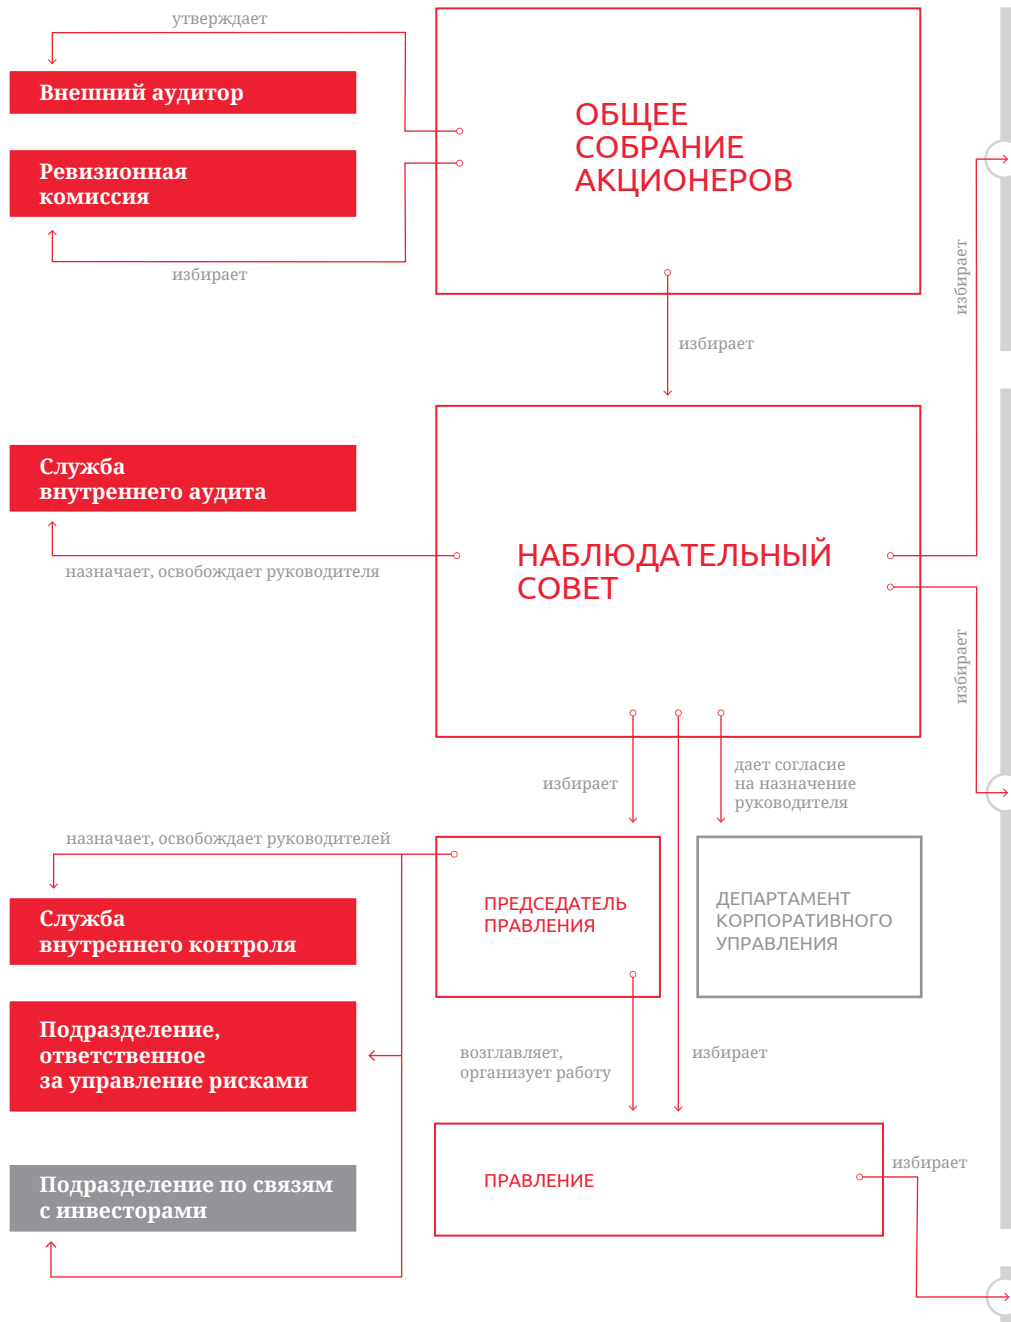 утверждает
Внешний аудитор
Ревизионная
комиссия
избирает
ОБЩЕЕ
СОБРАНИЕ
АКЦИОНЕРОВ
избирает
избирает
Служба
внутреннего аудита
назначает, освобождает руководителя
НАБЛЮДАТЕЛЬНЫЙ
СОВЕТ
избирает
избирает
дает согласие
на назначение
руководителя
назначает, освобождает руководителей
Служба
внутреннего контроля
ПРЕДСЕДАТЕЛЬ
ПРАВЛЕНИЯ
ДЕПАРТАМЕНТ
КОРПОРАТИВНОГО
УПРАВЛЕНИЯ
Подразделение,
ответственное
за управление рисками
возглавляет,
организует работу
избирает
Подразделение по связям
с инвесторами
ПРАВЛЕНИЕ
избирает